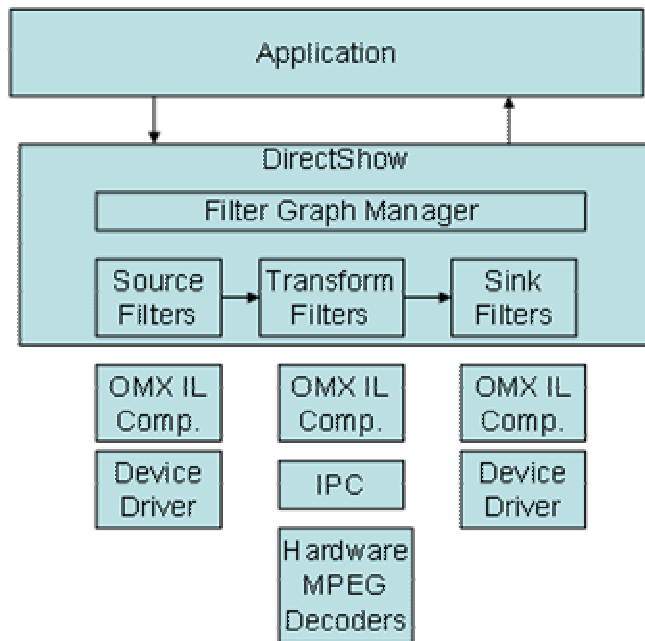 Application
DirectShow
Filter Graph Manager
Source
Filters
Transform
Filters
Sink
Filters
OMX IL
Comp.
OMX IL
Comp.
OMX IL
Comp.
Device
Driver
IPC
Device
Driver
Hardware
MPEG
Decoders